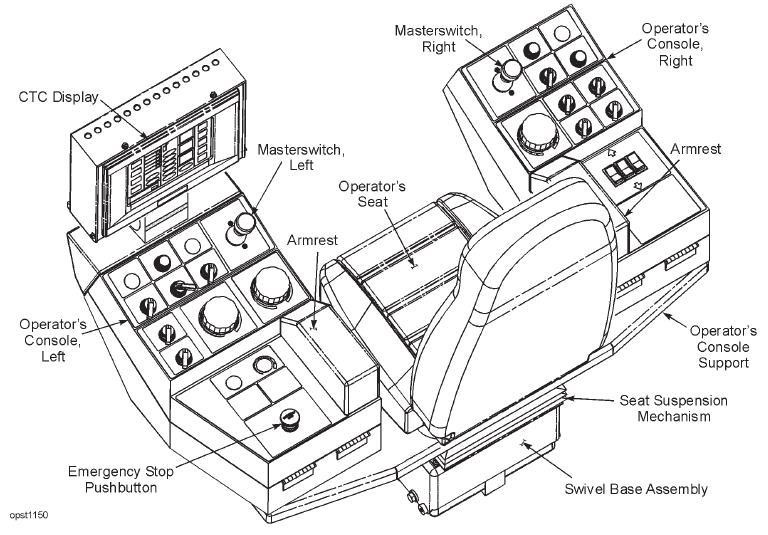 Masterswitch,
Right
Operator's
Console,
Right
CTC Display
Masterswitch,
Left
Armrest
Operator's
Seat
Armrest
Operator's
Console,
Left
Operator's
Console
Support
Seat Suspension
Mechanism
Emergency Stop
Pushbutton
Swivel Base Assembly
opst1150